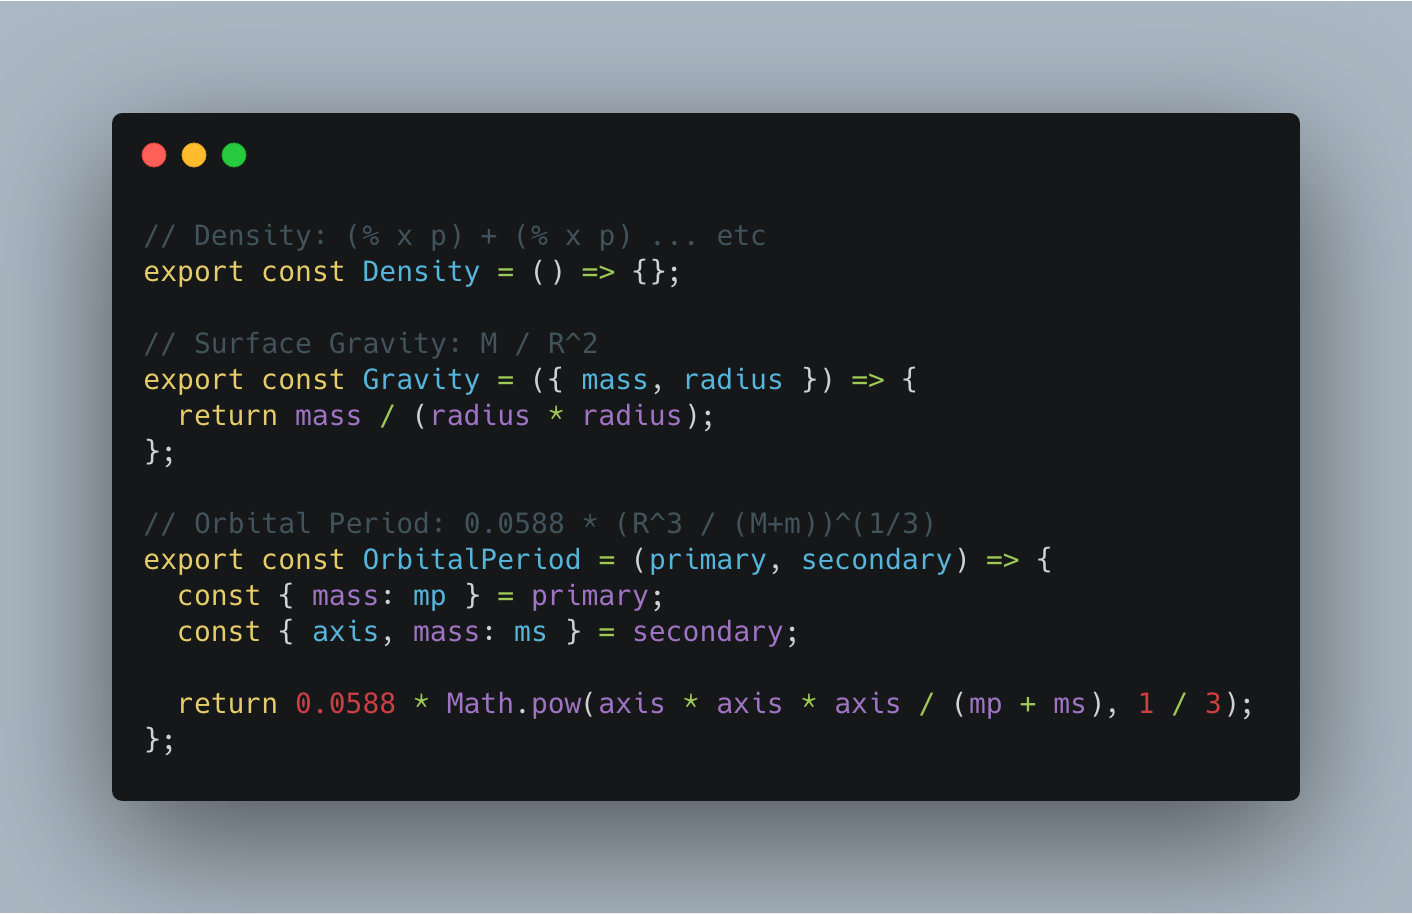 // Density: (% x p) + (% x p) ... etc
export const Density = () => {};
// Surface Gravity: M / R^2
export const Gravity = ({ mass, radius }) => {
  return mass / (radius * radius);
};
// Orbital Period: 0.0588 * (R^3 / (M+m))^(1/3)
export const OrbitalPeriod = (primary, secondary) => {
  const { mass: mp } = primary;
  const { axis, mass: ms } = secondary;
  return 0.0588 * Math.pow(axis * axis * axis / (mp + ms), 1 / 3);
};